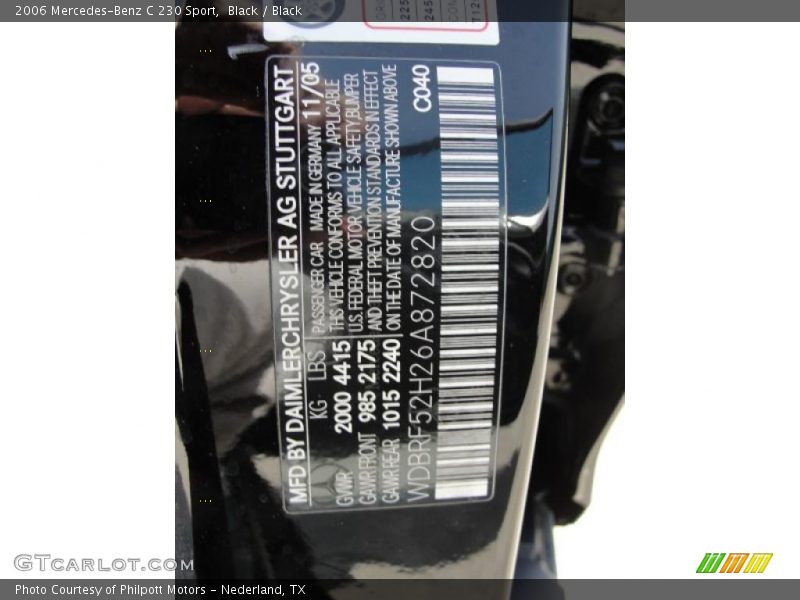 2006 Mercedes-Benz C 230 Sport,  Black / Black
MFD BY DAIMLERCHRYSLER AG STUTTGART
KG LBS PASSENGER CAR MADE IN GERMANY 11/05
GVWR 2000 4415 THIS VEHICLE CONFORMS TO ALL APPLICABLE
GAWR FRONT 985 2175 U.S. FEDERAL MOTOR VEHICLE SAFETY, BUMPER
AND THEFT PREVENTION STANDARDS IN EFFECT
GAWR REAR 1015 2240 ON THE DATE OF MANUFACTURE SHOWN ABOVE
WDBRF52H26A872820 C040
GTCARLOT.COM
Photo Courtesy of Philpott Motors - Nederland, TX